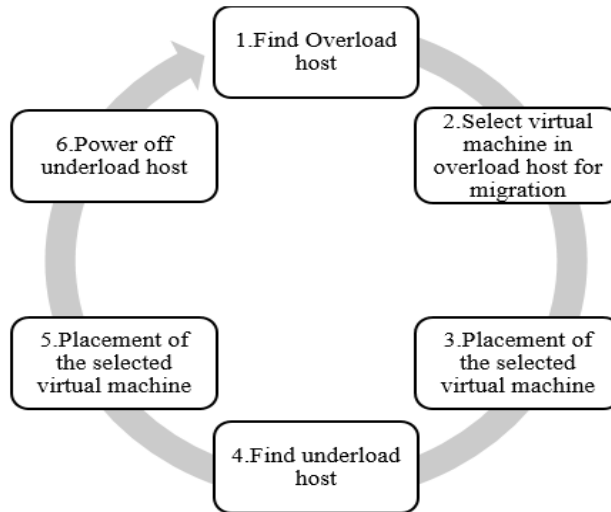 1.Find Overload
host
2.Select virtual
machine in
overload host for
migration
3.Placement of
the selected
virtual machine
4.Find underload
host
5.Placement of
the selected
virtual machine
6.Power off
underload host